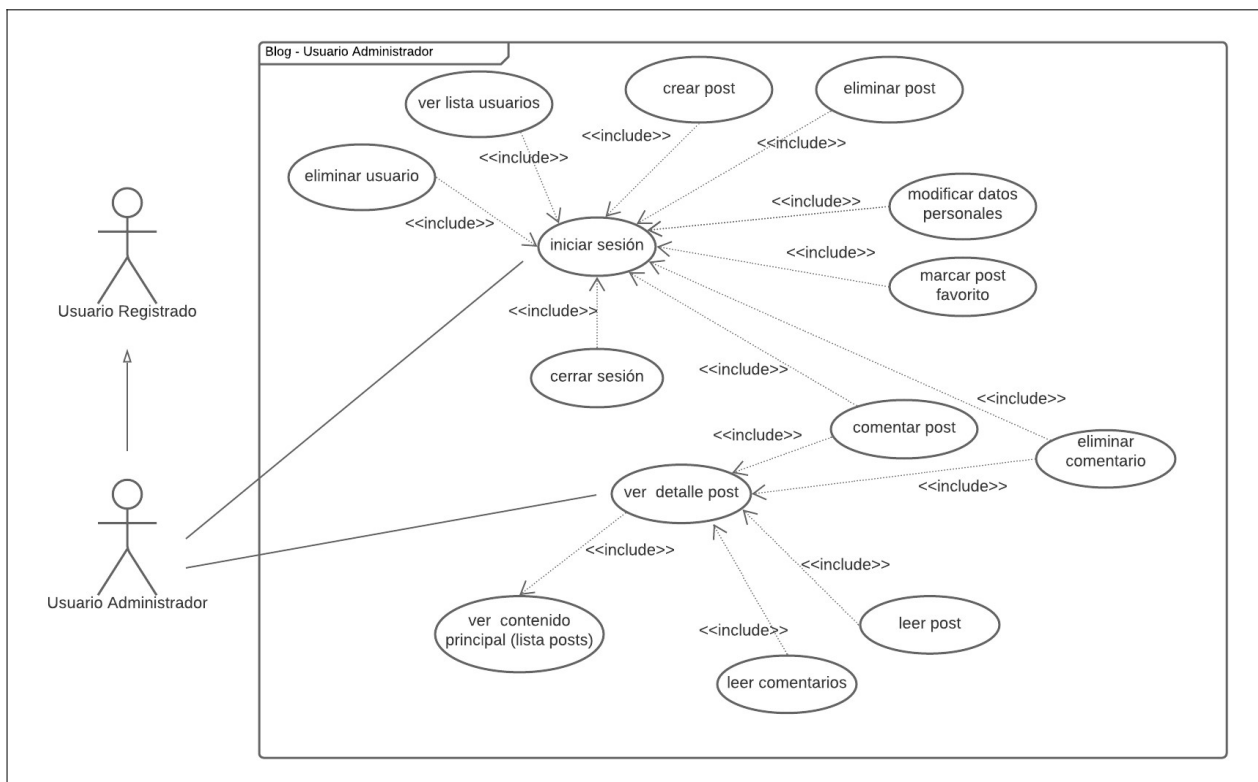 Blog - Usuario Administrador
ver lista usuarios
crear post
eliminar post
<<include>>
<<include>>
<<include>>
eliminar usuario
modificar datos
personales
<<include>>
<<include>>
iniciar sesión
<<include>>
marcar post
favorito
Usuario Registrado
<<include>>
cerrar sesión
<<include>>
<<include>>
comentar post
<<include>>
eliminar
comentario
ver detalle post
<<include>>
<<include>>
<<include>>
Usuario Administrador
ver contenido
principal (lista posts)
leer post
<<include>>
leer comentarios